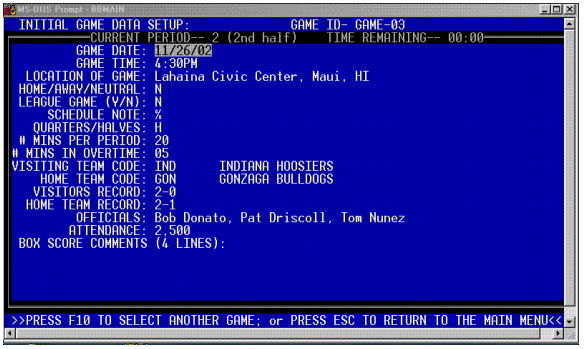 MS-DOS Prompt - BBMAIN
INITIAL GAME DATA SETUP: GAME ID- GAME-03
CURRENT PERIOD-- 2 (2nd half) TIME REMAINING-- 00:00
GAME DATE: 11/26/02
GAME TIME: 4:30PM
LOCATION OF GAME: Lahaina Civic Center, Maui, HI
HOME/AWAY/NEUTRAL: N
LEAGUE GAME (Y/N): N
SCHEDULE NOTE: %
QUARTERS/HALVES: H
# MINS PER PERIOD: 20
# MINS IN OVERTIME: 05
VISITING TEAM CODE: IND INDIANA HOOSIERS
HOME TEAM CODE: GON GONZAGA BULLDOGS
VISITORS RECORD: 2-0
HOME TEAM RECORD: 2-1
OFFICIALS: Bob Donato, Pat Driscoll, Tom Nunez
ATTENDANCE: 2,500
BOX SCORE COMMENTS (4 LINES):
>>PRESS F10 TO SELECT ANOTHER GAME; or PRESS ESC TO RETURN TO THE MAIN MENU<<